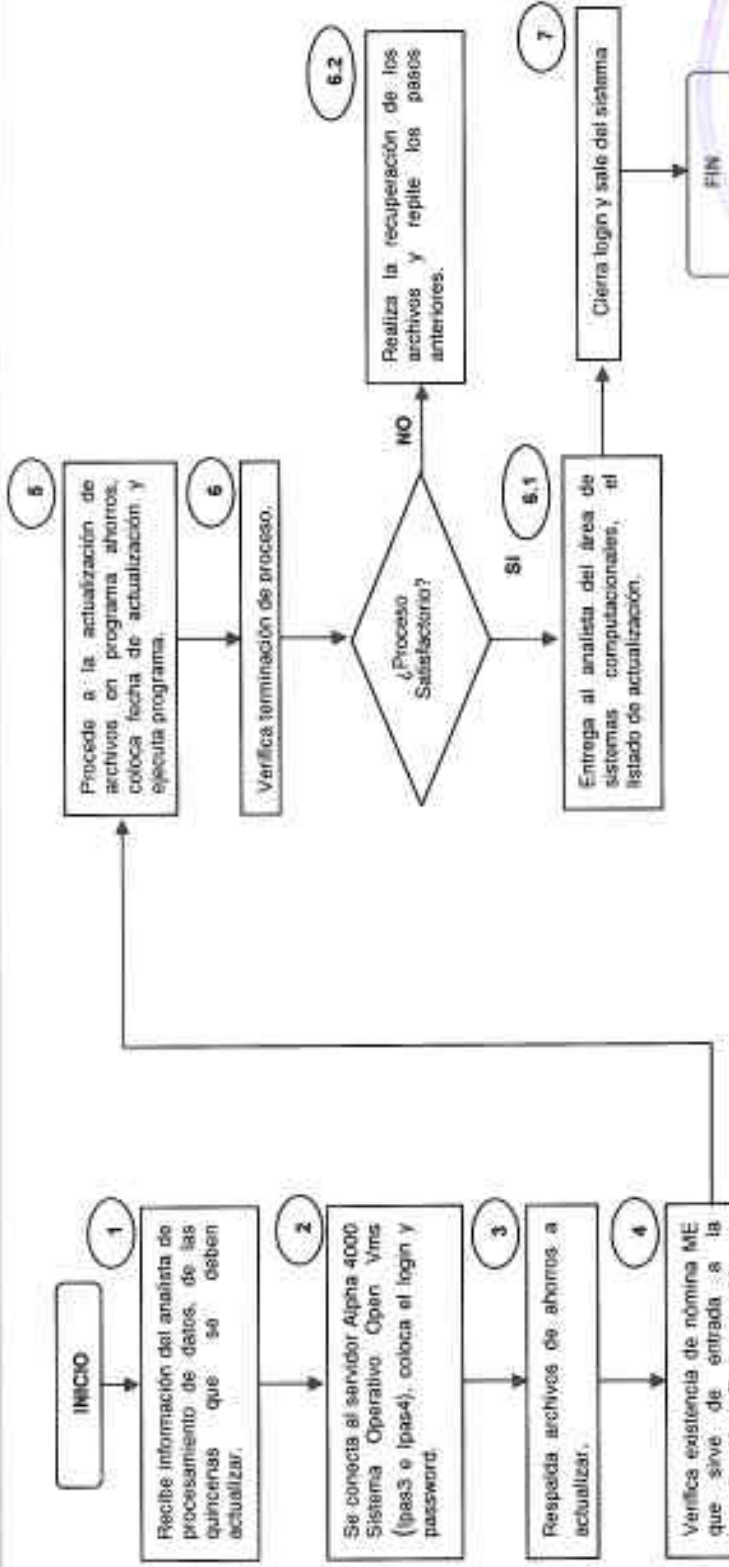 INICIO
1
Recibe información del analista de
procesamiento de datos, de las
quincenas que se deben
actualizar.
2
Se conecta al servidor Alpha 4000
Sistema Operativo Open Vms
(Ipas3 e Ipas4), coloca el login y
password.
3
Respalda archivos de ahorros a
actualizar.
4
Verifica existencia de nómina ME
que sirve de entrada a la
5
Procede a la actualización de
archivos en programa ahorros,
coloca fecha de actualización y
ejecuta programa.
6
Verifica terminación de proceso.
¿Proceso
Satisfactorio?
NO
6.2
Realiza la recuperación de los
archivos y repite los pasos
anteriores.
SI
6.1
Entrega al analista del área de
sistemas computacionales, el
listado de actualización.
7
Cierra login y sale del sistema
FIN